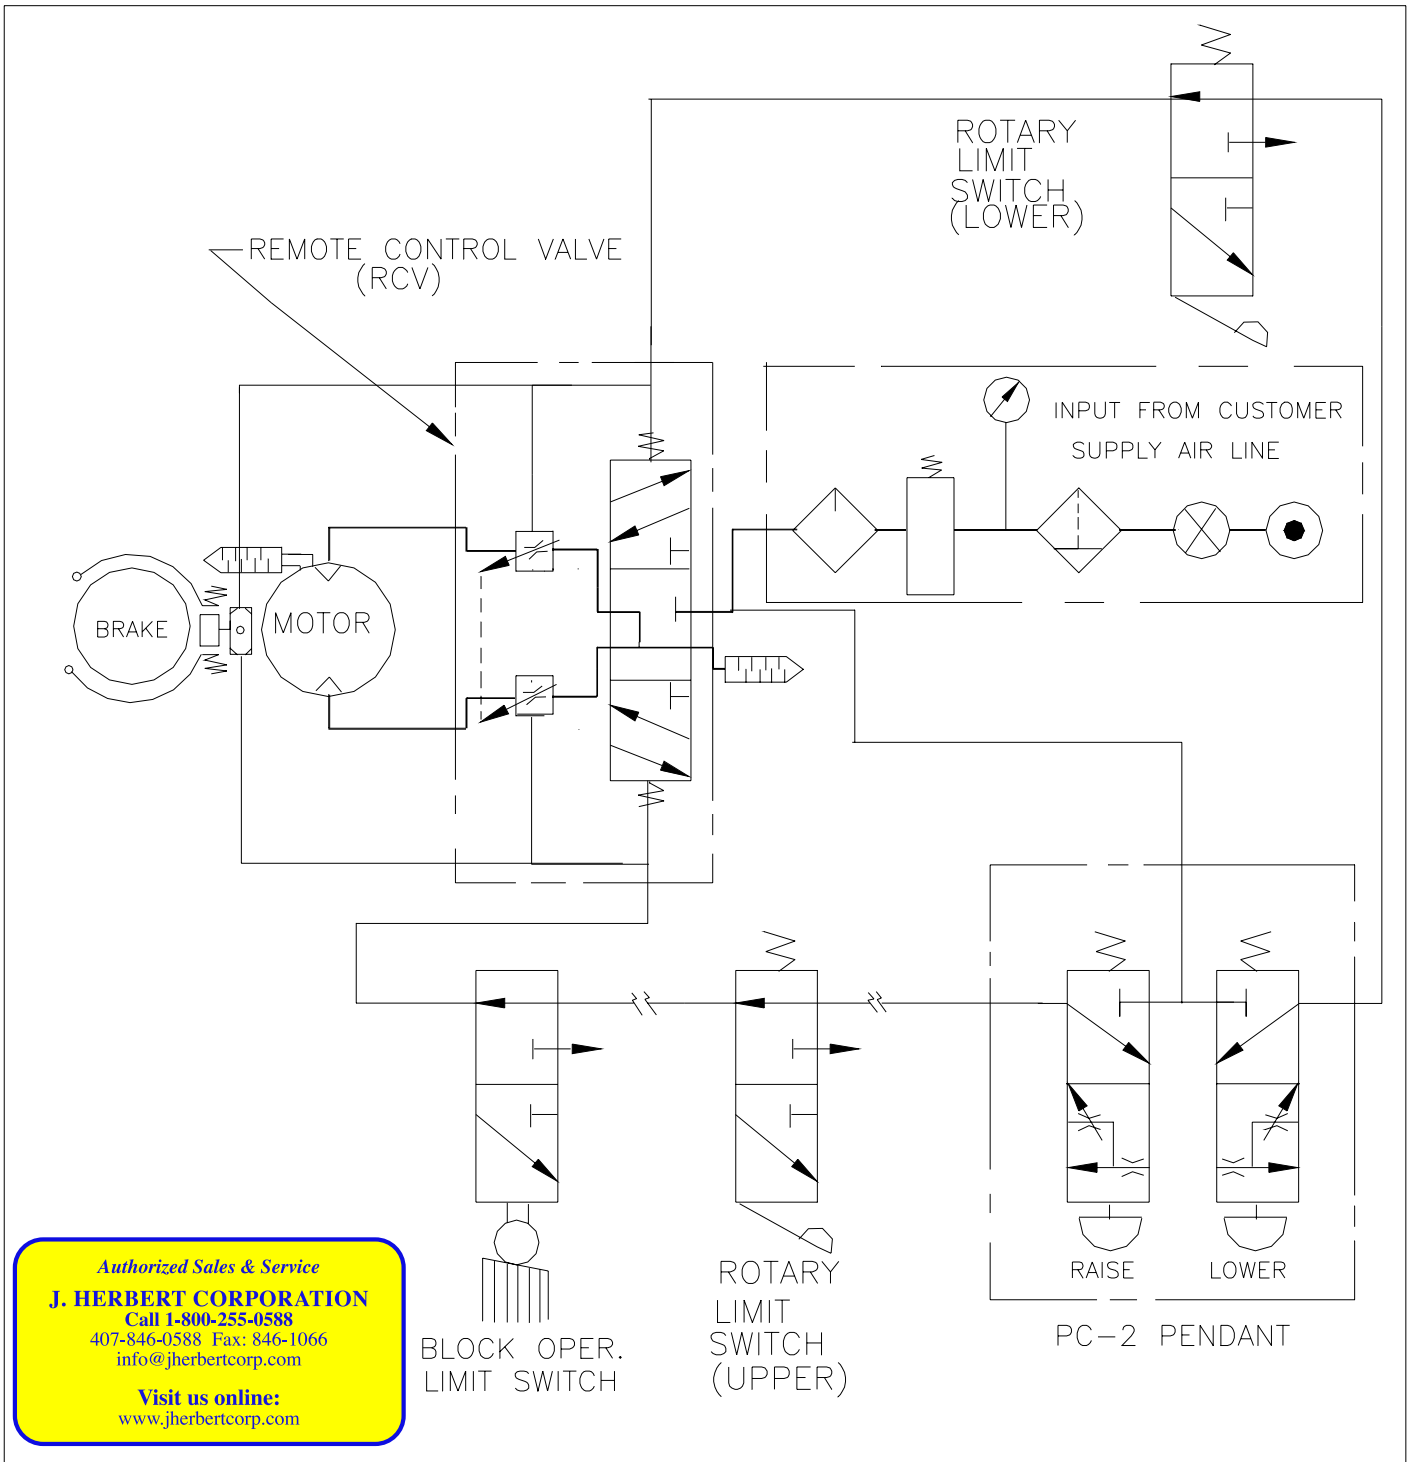 ROTARY
LIMIT
SWITCH
(LOWER)
REMOTE CONTROL VALVE
(RCV)
INPUT FROM CUSTOMER
SUPPLY AIR LINE
BRAKE
MOTOR
RAISE
LOWER
PC-2 PENDANT
ROTARY
LIMIT
SWITCH
(UPPER)
BLOCK OPER.
LIMIT SWITCH
Authorized Sales & Service
J. HERBERT CORPORATION
Call 1-800-255-0588
407-846-0588 Fax: 846-1066
info@jherbertcorp.com
Visit us online:
www.jherbertcorp.com